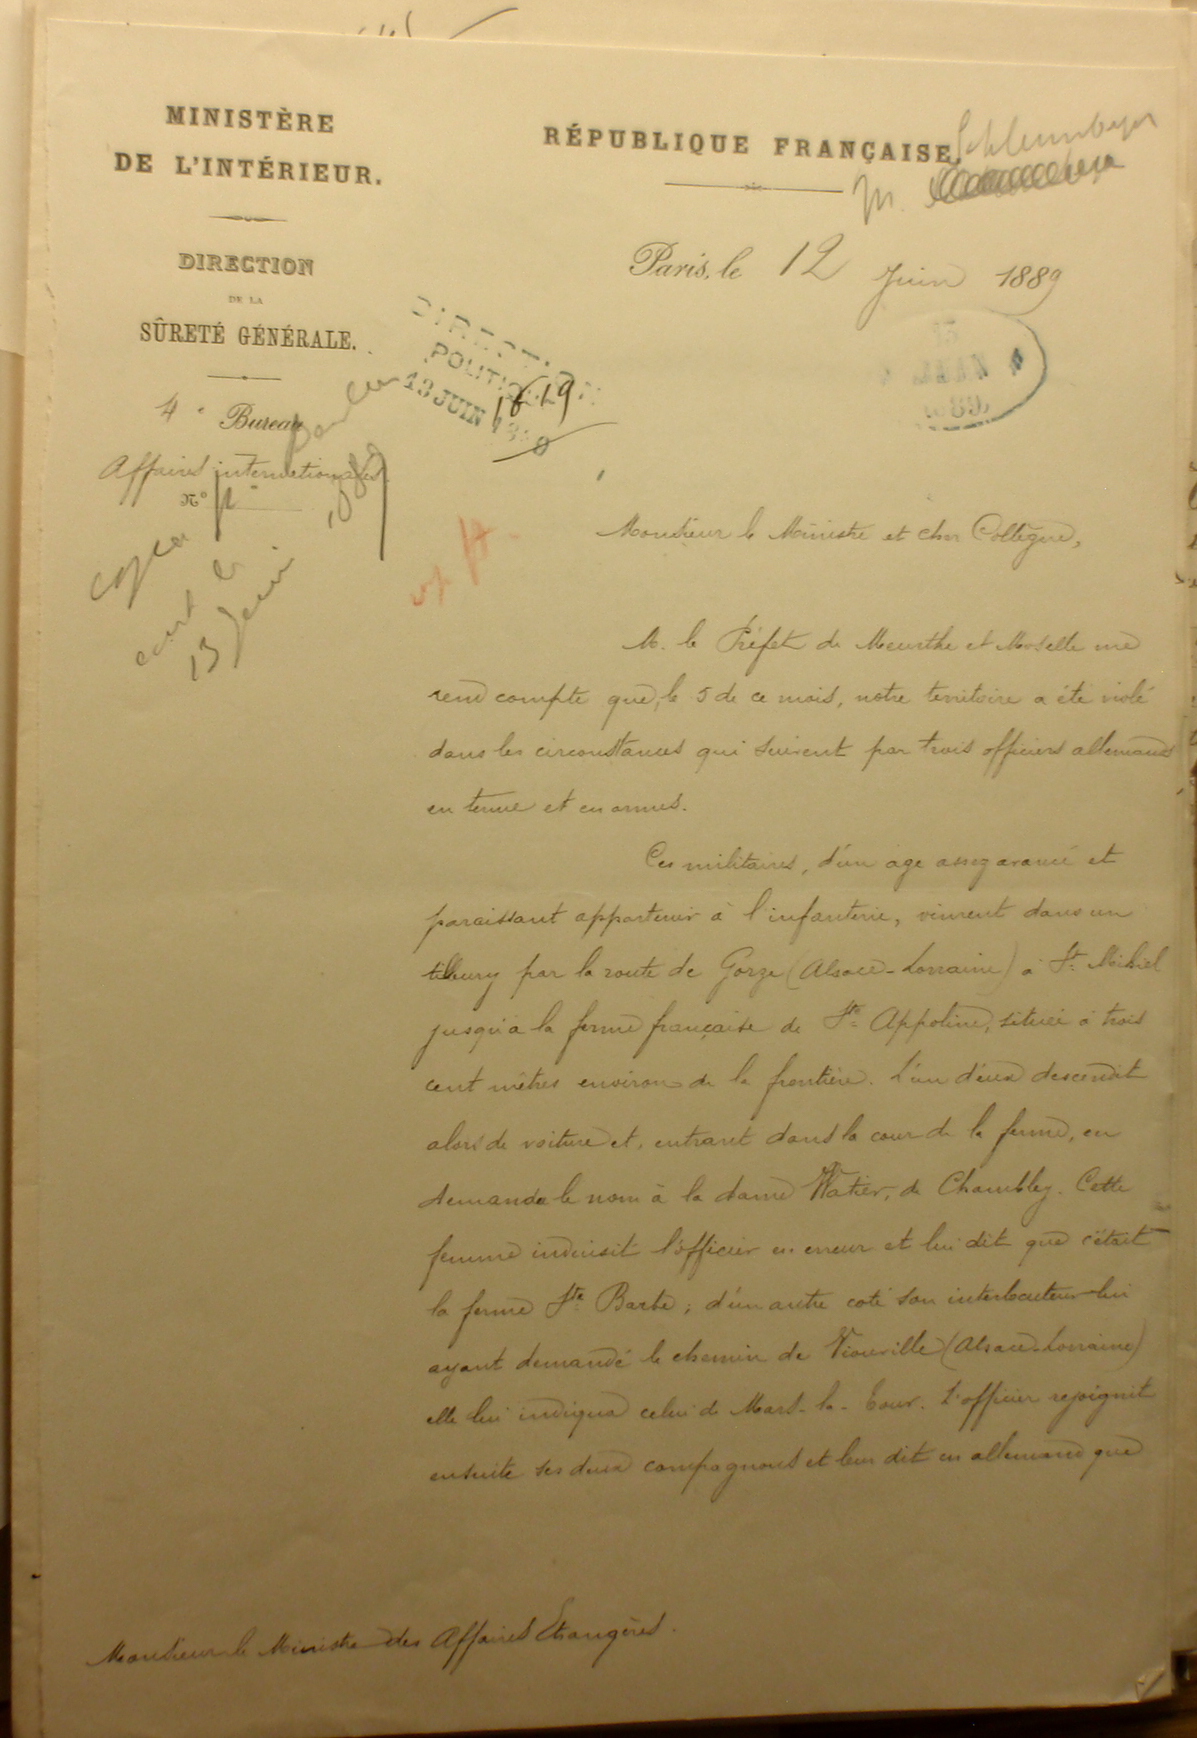 MINISTÈRE
DE L'INTÉRIEUR.
DIRECTION
DE LA
SÛRETÉ GÉNÉRALE.
4e Bureau
Affaires internationales
N°
RÉPUBLIQUE FRANÇAISE.
Schlumberger
M.
Paris, le 12 Juin 1889
DIRECTION
POLITIQUE
13 JUIN 1889
13 Juin 1889
Monsieur le Ministre et cher Collègue,
M. le Préfet de Meurthe et Moselle me
rend compte que, le 5 de ce mois, notre territoire a été violé
dans les circonstances qui suivent par trois officiers allemands
en tenue et en armes.
Ces militaires, d'un âge assez avancé et
paraissant appartenir à l'infanterie, vinrent dans un
tilbury par la route de Gorze (Alsace-Lorraine) à St. Mihiel
jusqu'à la ferme française de Ste Appoline, située à trois
cent mètres environ de la frontière. L'un d'eux descendit
alors de voiture et, entrant dans la cour de la ferme, en
demanda le nom à la dame Watier, de Chambley. Cette
femme induisit l'officier en erreur et lui dit que c'était
la ferme Ste Barbe ; d'un autre coté son interlocuteur lui
ayant demandé le chemin de Vionville (Alsace-Lorraine)
elle lui indiqua celui de Mars-la-Tour. L'officier rejoignit
ensuite ses deux compagnons et leur dit en allemand que
Monsieur le Ministre des Affaires Etrangères.